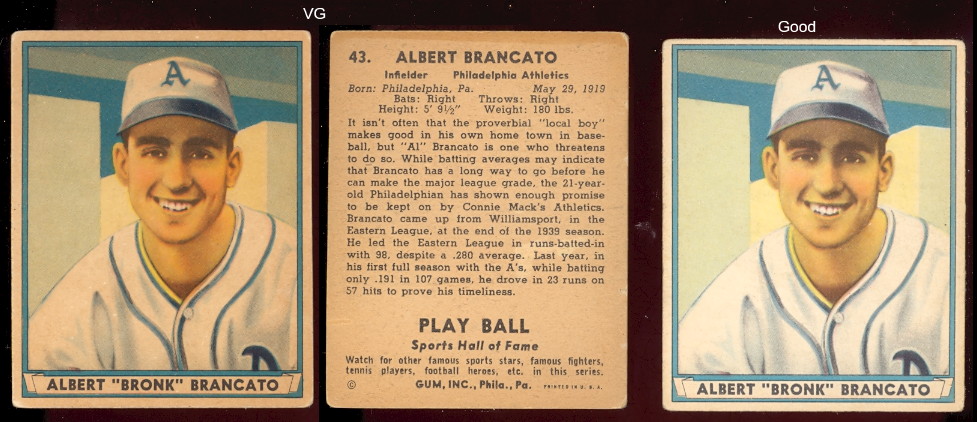 VG
A
ALBERT "BRONK" BRANCATO
43. ALBERT BRANCATO
Infielder Philadelphia Athletics
Born: Philadelphia, Pa. May 29, 1919
Bats: Right Throws: Right
Height: 5' 9½" Weight: 180 lbs.
It isn't often that the proverbial "local boy"
makes good in his own home town in base-
ball, but "Al" Brancato is one who threatens
to do so. While batting averages may indicate
that Brancato has a long way to go before he
can make the major league grade, the 21-year-
old Philadelphian has shown enough promise
to be kept on by Connie Mack's Athletics.
Brancato came up from Williamsport, in the
Eastern League, at the end of the 1939 season.
He led the Eastern League in runs-batted-in
with 98, despite a .280 average. Last year, in
his first full season with the A's, while batting
only .191 in 107 games, he drove in 23 runs on
57 hits to prove his timeliness.
PLAY BALL
Sports Hall of Fame
Watch for other famous sports stars, famous fighters,
tennis players, football heroes, etc. in this series.
© GUM, INC., Phila., Pa. PRINTED IN U. S. A.
Good
A
ALBERT "BRONK" BRANCATO